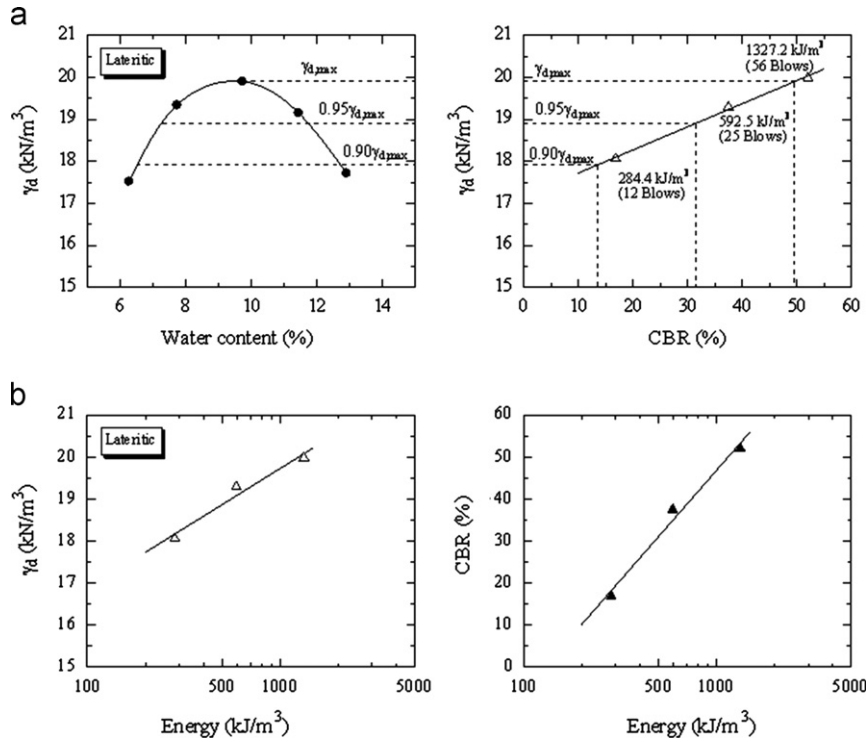 a
Lateritic
γd,max
0.95γd,max
0.90γd,max
21
20
19
18
17
16
15
γd (kN/m³)
6 8 10 12 14
Water content (%)
1327.2 kJ/m³
(56 Blows)
γd,max
0.95γd,max
592.5 kJ/m³
(25 Blows)
0.90γd,max
284.4 kJ/m³
(12 Blows)
21
20
19
18
17
16
15
γd (kN/m³)
0 10 20 30 40 50 60
CBR (%)
b
Lateritic
21
20
19
18
17
16
15
γd (kN/m³)
100 500 1000 5000
Energy (kJ/m³)
60
50
40
30
20
10
0
CBR (%)
100 500 1000 5000
Energy (kJ/m³)